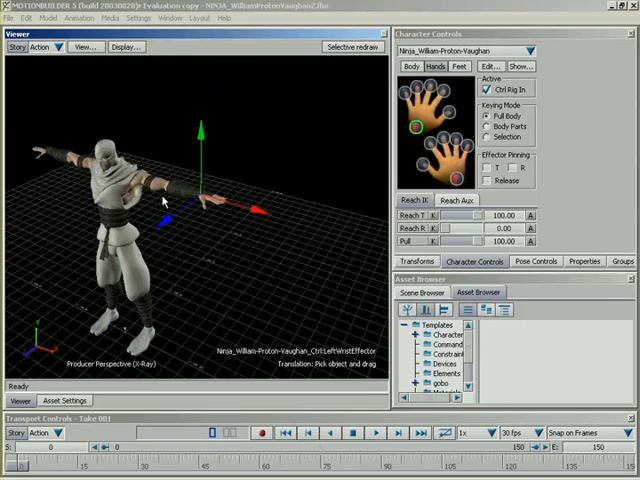 MOTIONBUILDER 5 (build 20030828)r Evaluation copy - NINJA_WilliamProtonVaughan2.fbx
File Edit Model Animation Media Settings Window Layout Help
Viewer
Story Action View... Display... Selective redraw
Ninja_William-Proton-Vaughan_Ctrl:LeftWristEffector
Producer Perspective (X-Ray) Translation: Pick object and drag
Ready
Viewer Asset Settings
Character Controls
Ninja_William-Proton-Vaughan
Body Hands Feet Edit... Show...
Active
Ctrl Rig In
Keying Mode
Full Body
Body Parts
Selection
Effector Pinning
T R
Release
Reach IK Reach Aux
Reach T K 100.00 A
Reach R K 0.00 A
Pull K 100.00 A
Transforms Character Controls Pose Controls Properties Groups
Asset Browser
Scene Browser Asset Browser
Templates
Character
Command
Constraint
Devices
Elements
gobo
Transport Controls - Take 001
Story Action 1x 30 fps Snap on Frames
S: 0 0 150 E: 150
0 15 30 45 60 75 90 105 120 135